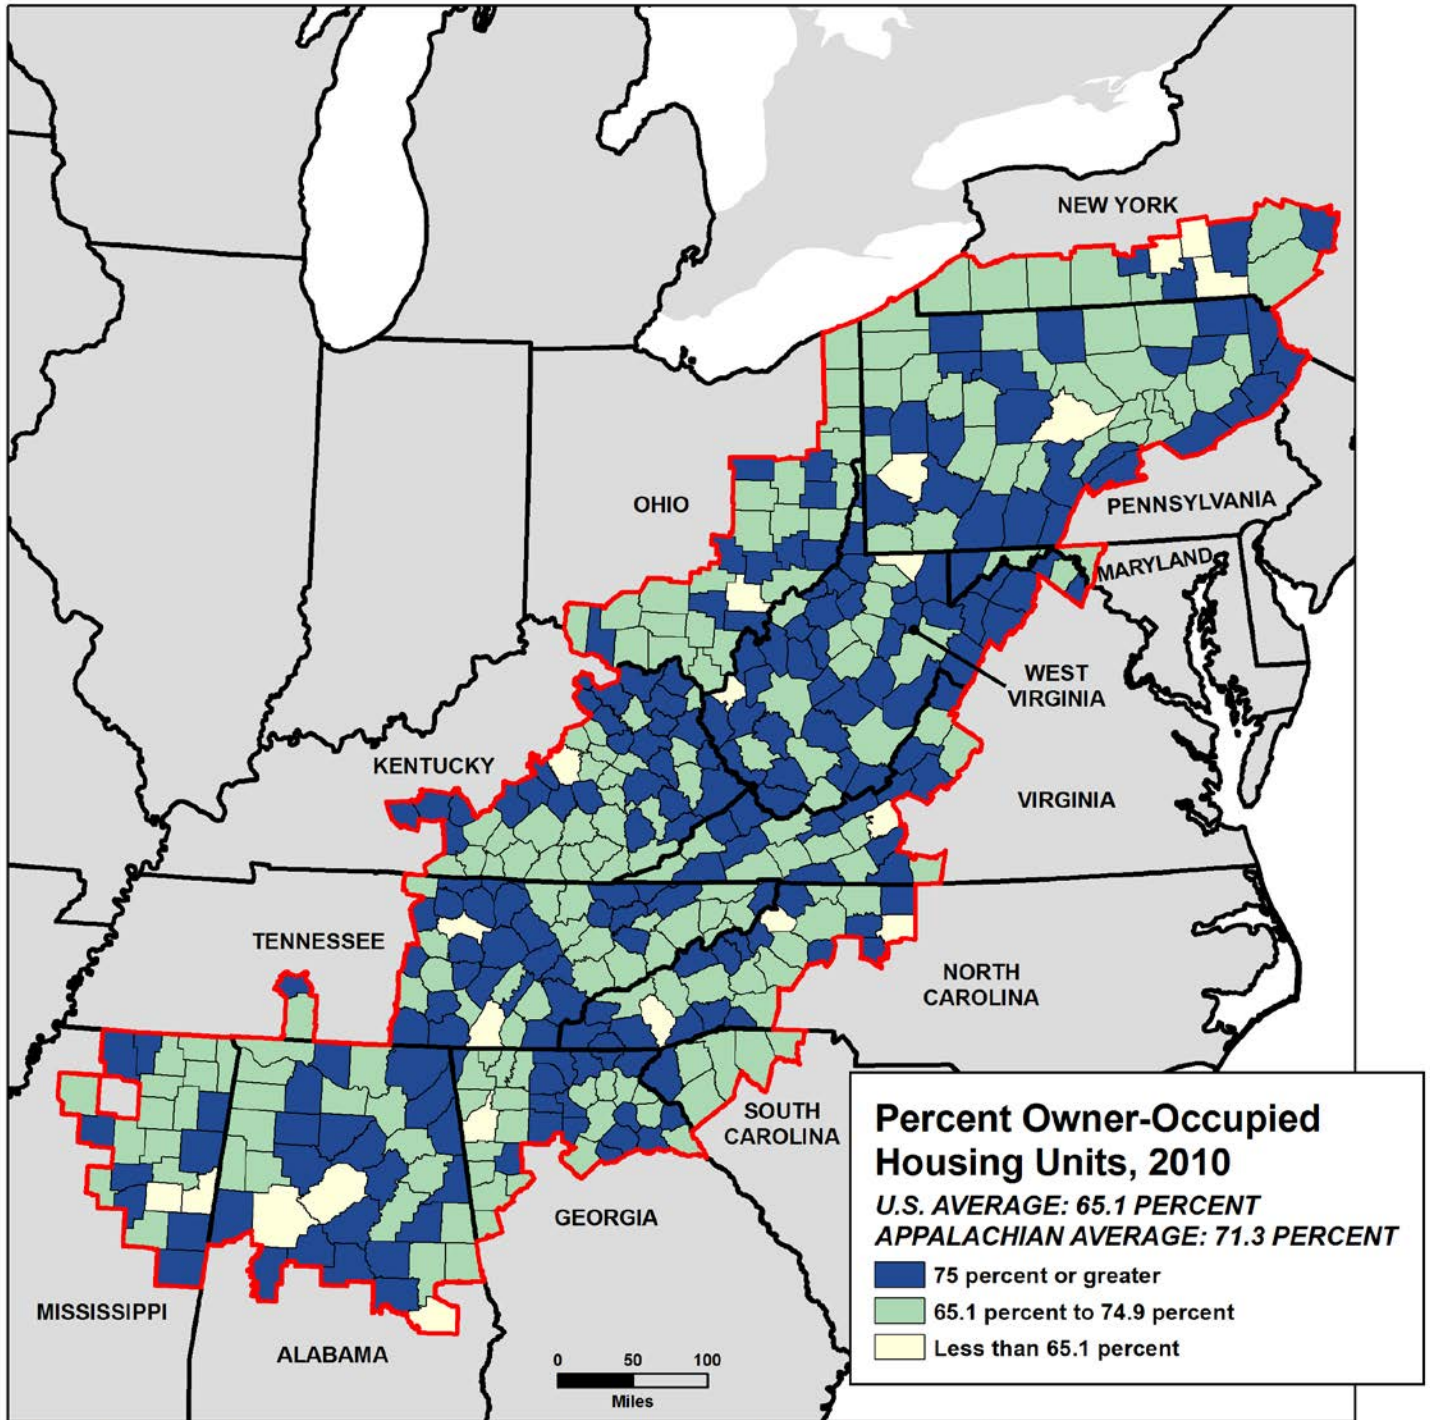 NEW YORK
OHIO
PENNSYLVANIA
MARYLAND
WEST
VIRGINIA
KENTUCKY
VIRGINIA
TENNESSEE
NORTH
CAROLINA
SOUTH
CAROLINA
GEORGIA
MISSISSIPPI
ALABAMA
0 50 100
Miles
Percent Owner-Occupied
Housing Units, 2010
U.S. AVERAGE: 65.1 PERCENT
APPALACHIAN AVERAGE: 71.3 PERCENT
75 percent or greater
65.1 percent to 74.9 percent
Less than 65.1 percent